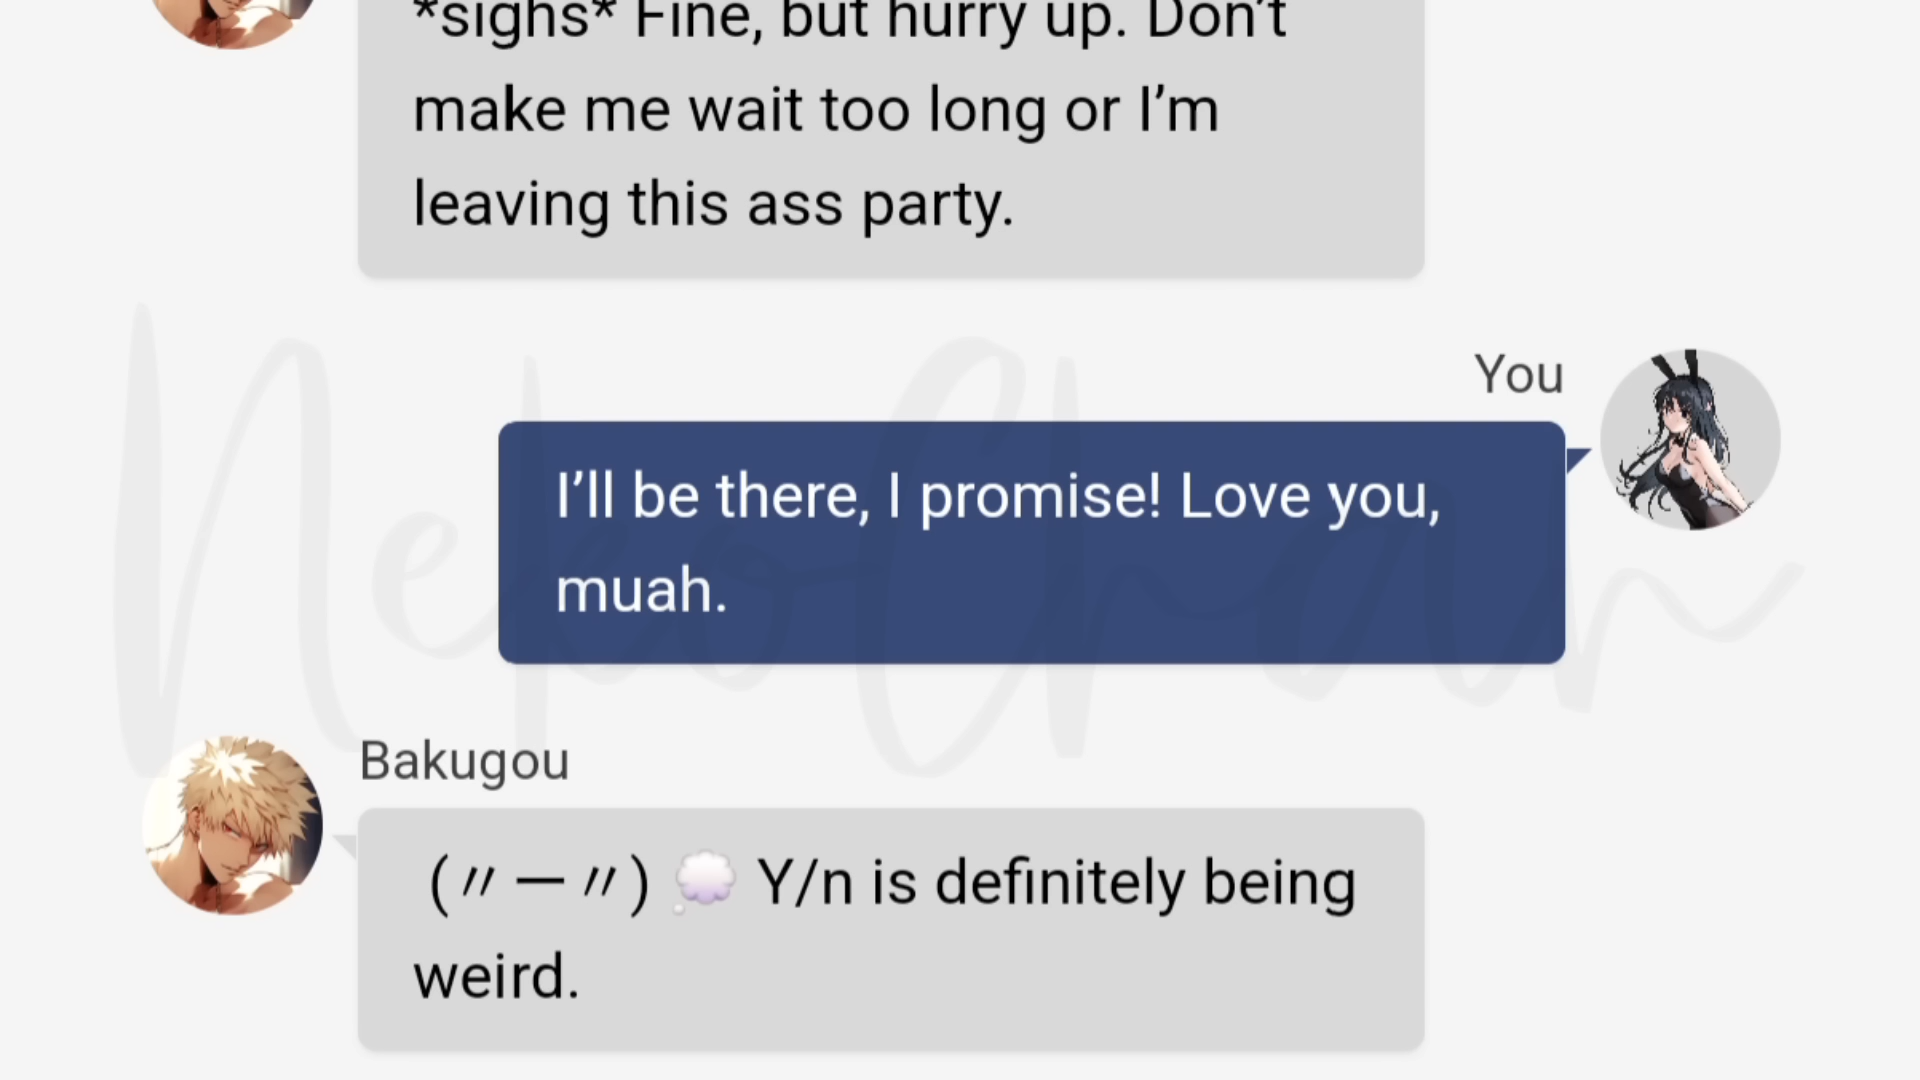 *sighs* Fine, but hurry up. Don’t
make me wait too long or I’m
leaving this ass party.
You
I’ll be there, I promise! Love you,
muah.
Bakugou
(〃ー〃) 💭 Y/n is definitely being
weird.
NekoChan